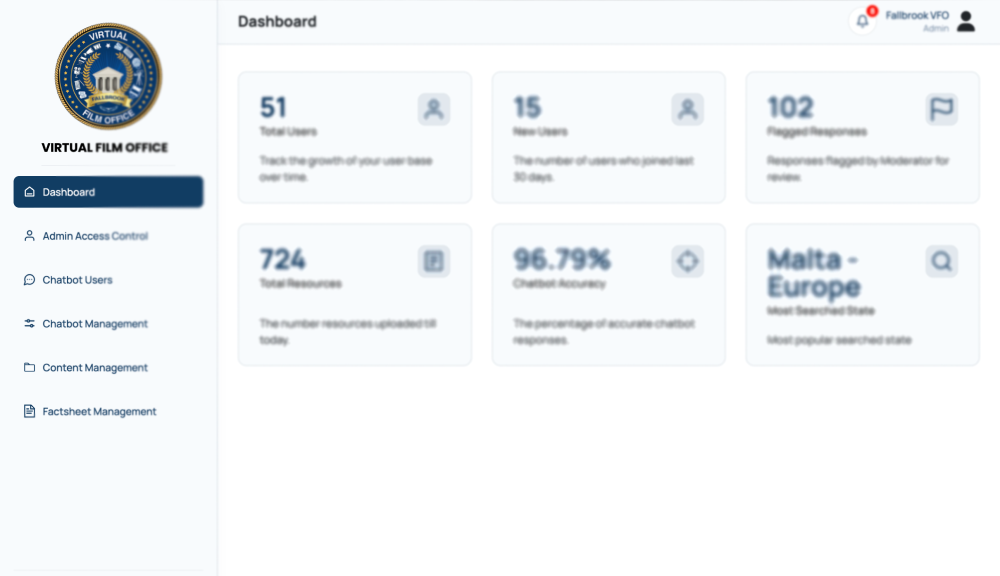 VIRTUAL
FALLBROOK
FILM OFFICE
VIRTUAL FILM OFFICE
Dashboard
Admin Access Control
Chatbot Users
Chatbot Management
Content Management
Factsheet Management
Dashboard
Fallbrook VFO
Admin
51
Total Users
Track the growth of your user base
over time.
15
New Users
The number of users who joined last
30 days.
102
Flagged Responses
Responses flagged by Moderator for
review.
724
Total Resources
The number resources uploaded till
today.
96.79%
Chatbot Accuracy
The percentage of accurate chatbot
responses.
Malta -
Europe
Most Searched State
Most popular searched state